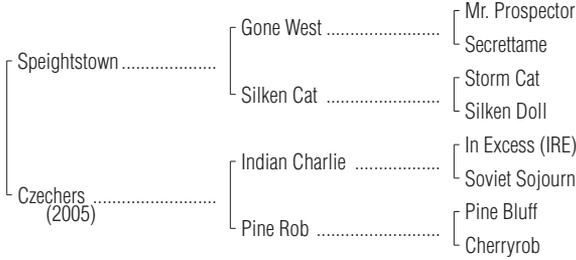 Mr. Prospector
Gone West ......................
Secrettame
Speightstown ....................
Storm Cat
Silken Cat ......................
Silken Doll
In Excess (IRE)
Indian Charlie .................
Soviet Sojourn
Czechers ..........................
(2005)
Pine Bluff
Pine Rob ........................
Cherryrob